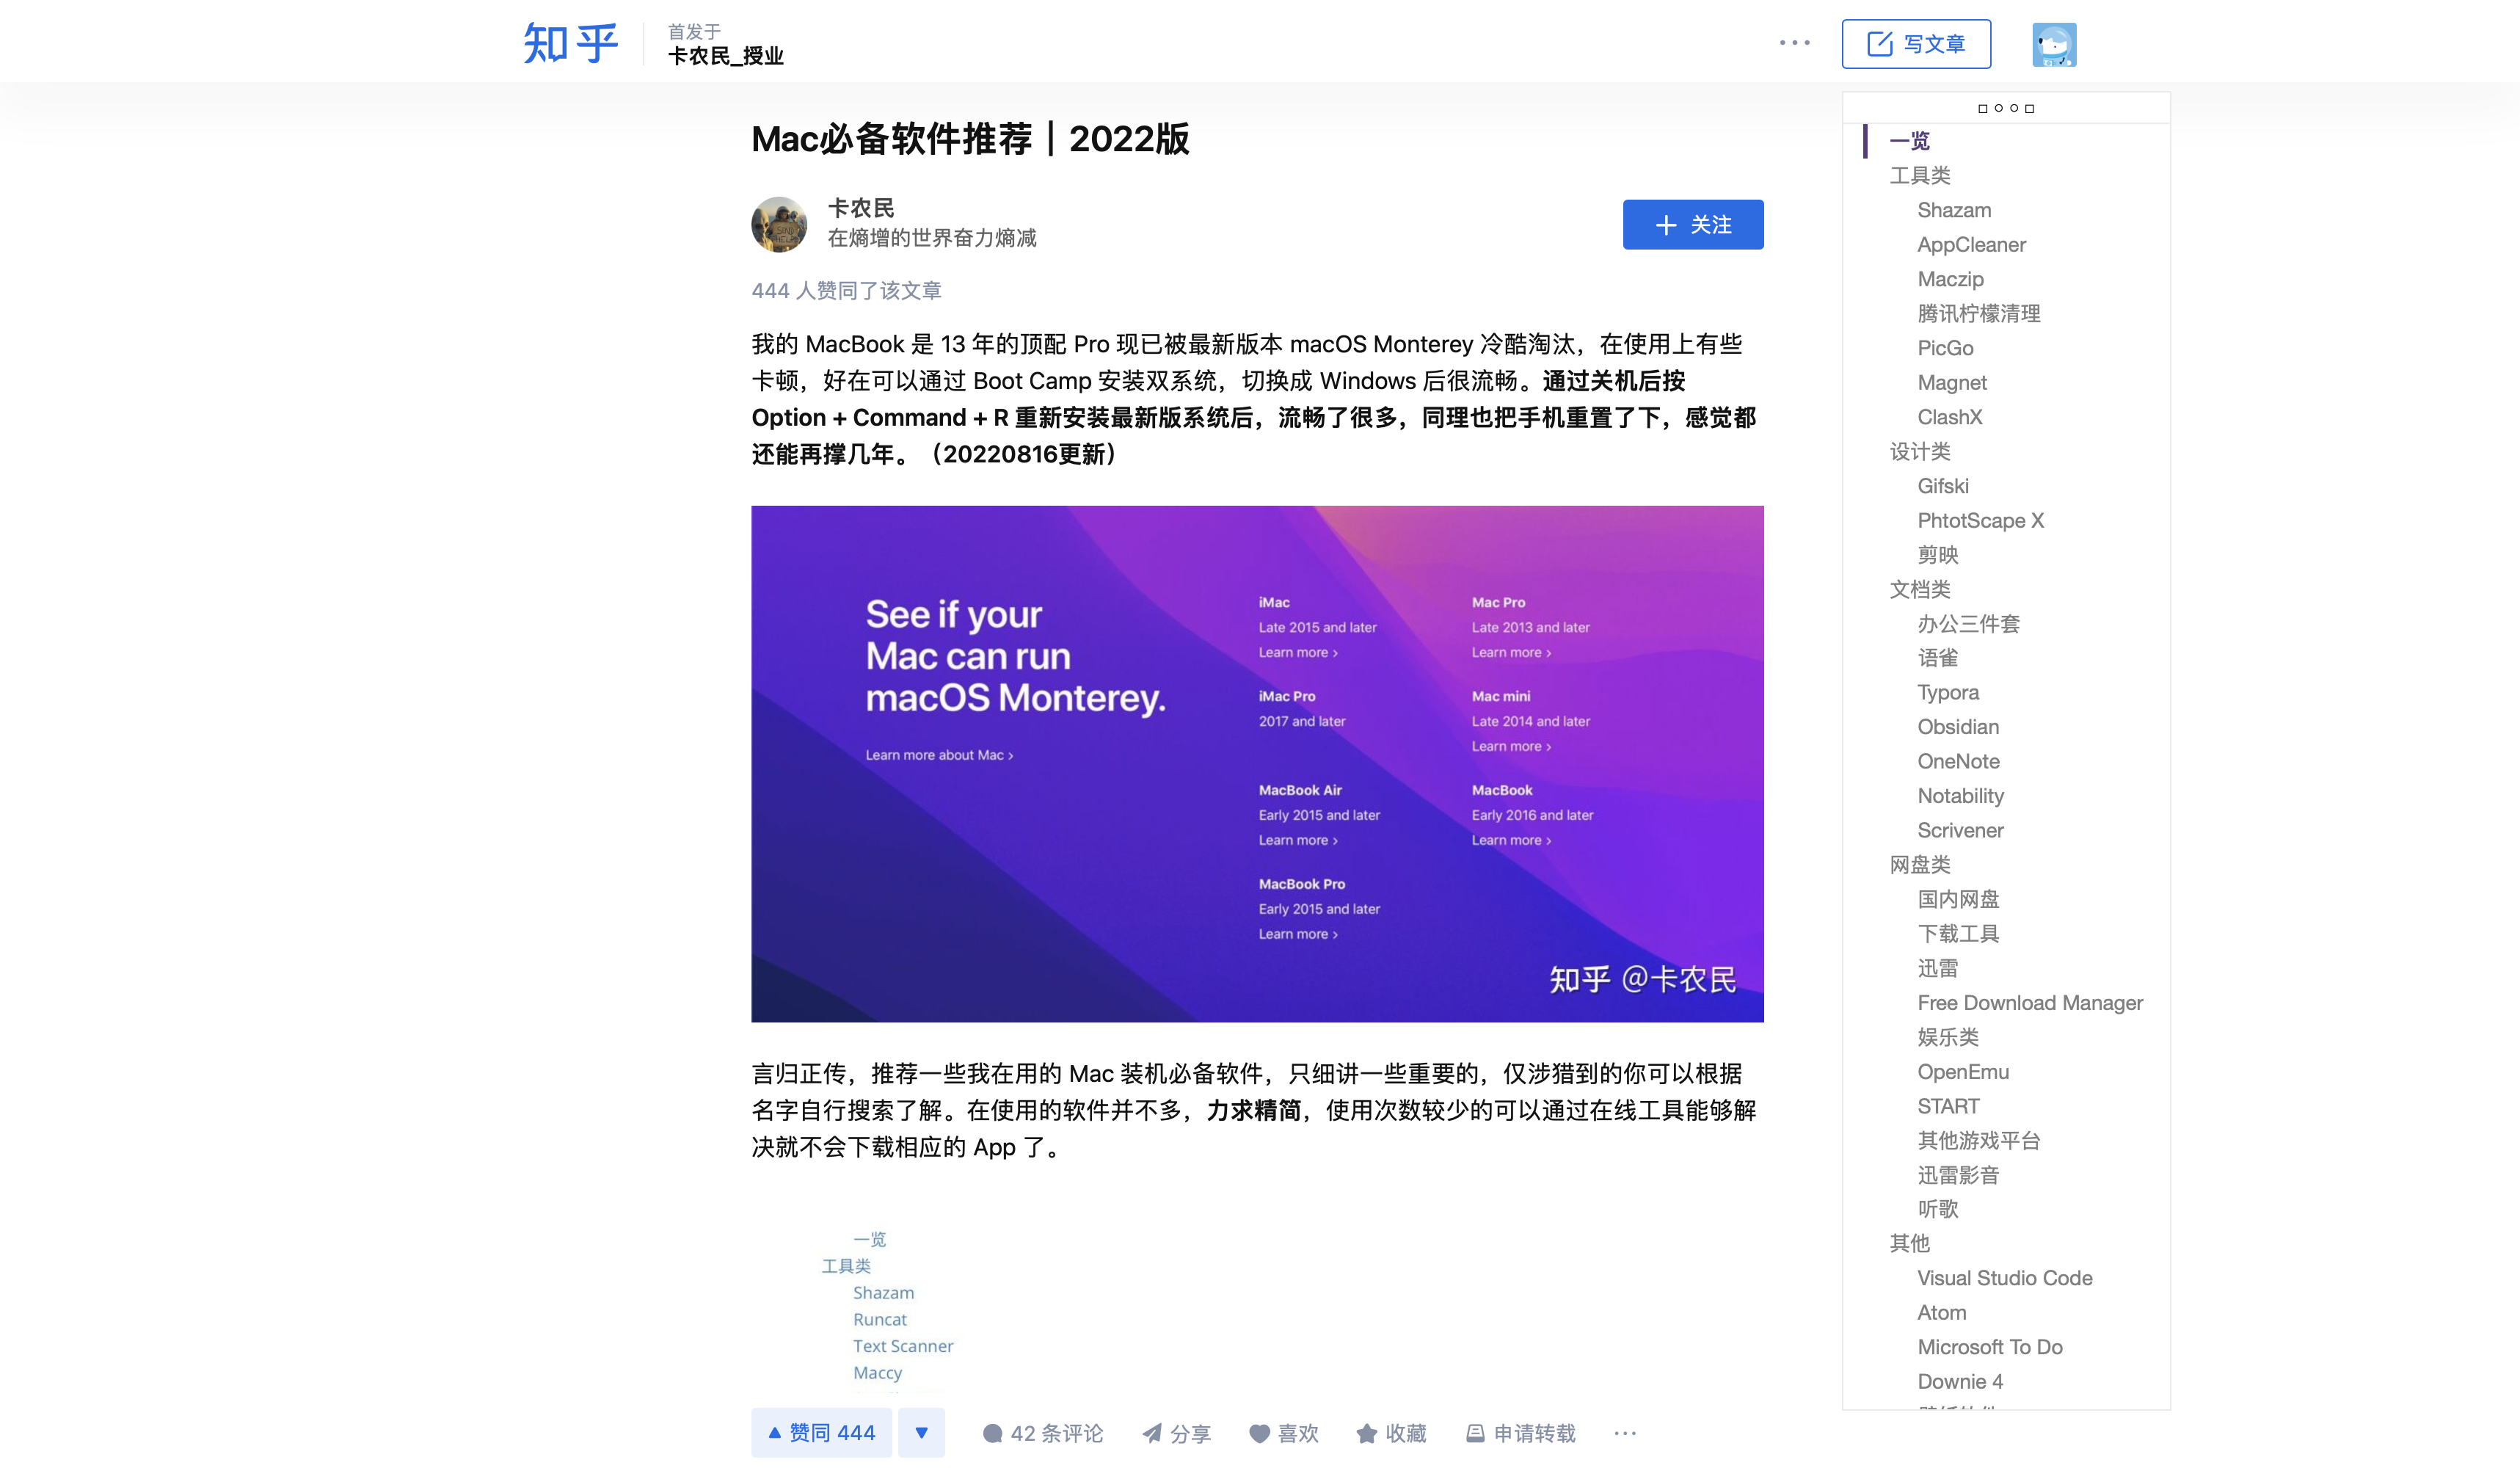 知乎
首发于
卡农民_授业
写文章
Mac必备软件推荐｜2022版
卡农民
在熵增的世界奋力熵减
关注
444 人赞同了该文章
我的 MacBook 是 13 年的顶配 Pro 现已被最新版本 macOS Monterey 冷酷淘汰，在使用上有些
卡顿，好在可以通过 Boot Camp 安装双系统，切换成 Windows 后很流畅。通过关机后按
Option + Command + R 重新安装最新版系统后，流畅了很多，同理也把手机重置了下，感觉都
还能再撑几年。（20220816更新）
See if your
Mac can run
macOS Monterey.
Learn more about Mac ›
iMac
Late 2015 and later
Learn more ›
Mac Pro
Late 2013 and later
Learn more ›
iMac Pro
2017 and later
Mac mini
Late 2014 and later
Learn more ›
MacBook Air
Early 2015 and later
Learn more ›
MacBook
Early 2016 and later
Learn more ›
MacBook Pro
Early 2015 and later
Learn more ›
知乎 @卡农民
言归正传，推荐一些我在用的 Mac 装机必备软件，只细讲一些重要的，仅涉猎到的你可以根据
名字自行搜索了解。在使用的软件并不多，力求精简，使用次数较少的可以通过在线工具能够解
决就不会下载相应的 App 了。
一览
工具类
Shazam
Runcat
Text Scanner
Maccy
赞同 444
42 条评论
分享
喜欢
收藏
申请转载
一览
工具类
Shazam
AppCleaner
Maczip
腾讯柠檬清理
PicGo
Magnet
ClashX
设计类
Gifski
PhtotScape X
剪映
文档类
办公三件套
语雀
Typora
Obsidian
OneNote
Notability
Scrivener
网盘类
国内网盘
下载工具
迅雷
Free Download Manager
娱乐类
OpenEmu
START
其他游戏平台
迅雷影音
听歌
其他
Visual Studio Code
Atom
Microsoft To Do
Downie 4